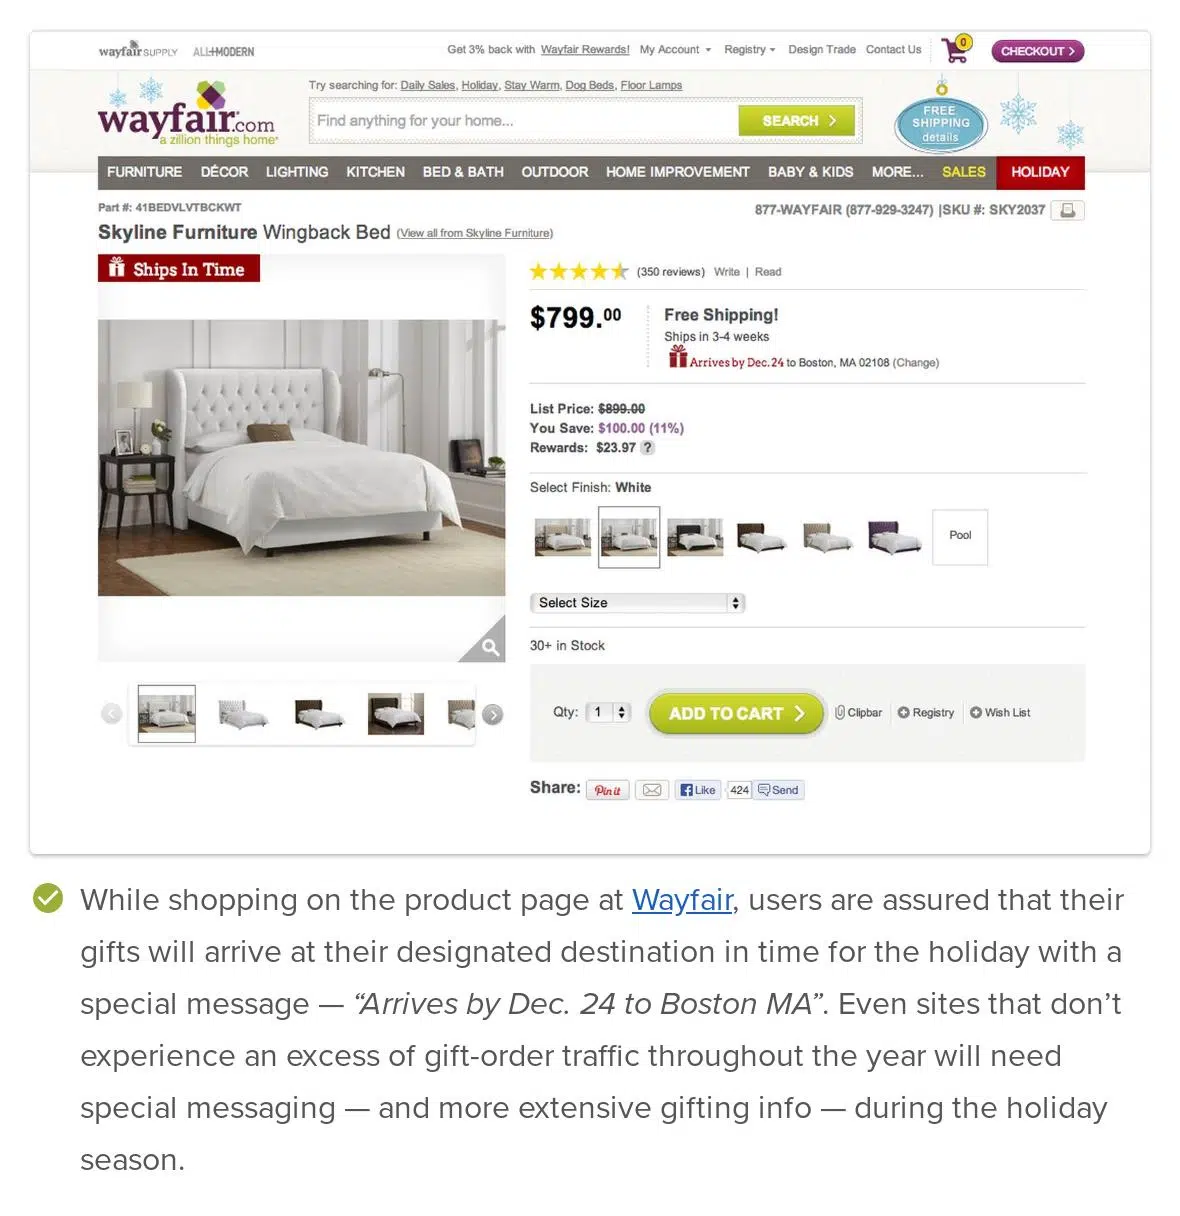 wayfair SUPPLY ALL+MODERN Get 3% back with Wayfair Rewards! My Account Registry Design Trade Contact Us 0 CHECKOUT
Try searching for: Daily Sales, Holiday, Stay Warm, Dog Beds, Floor Lamps
wayfair.com
a zillion things home
Find anything for your home... SEARCH
FREE
SHIPPING
details
FURNITURE DÉCOR LIGHTING KITCHEN BED & BATH OUTDOOR HOME IMPROVEMENT BABY & KIDS MORE... SALES HOLIDAY
Part #: 41BEDVLVTBCKWT 877-WAYFAIR (877-929-3247) |SKU #: SKY2037
Skyline Furniture Wingback Bed (View all from Skyline Furniture)
Ships In Time
(350 reviews) Write | Read
$799.00 Free Shipping!
Ships in 3-4 weeks
Arrives by Dec. 24 to Boston, MA 02108 (Change)
List Price: $899.00
You Save: $100.00 (11%)
Rewards: $23.97 ?
Select Finish: White
Pool
Select Size
30+ in Stock
Qty: 1 ADD TO CART Clipbar Registry Wish List
Share: Pin it Like 424 Send
While shopping on the product page at Wayfair, users are assured that their
gifts will arrive at their designated destination in time for the holiday with a
special message — “Arrives by Dec. 24 to Boston MA”. Even sites that don’t
experience an excess of gift-order traffic throughout the year will need
special messaging — and more extensive gifting info — during the holiday
season.